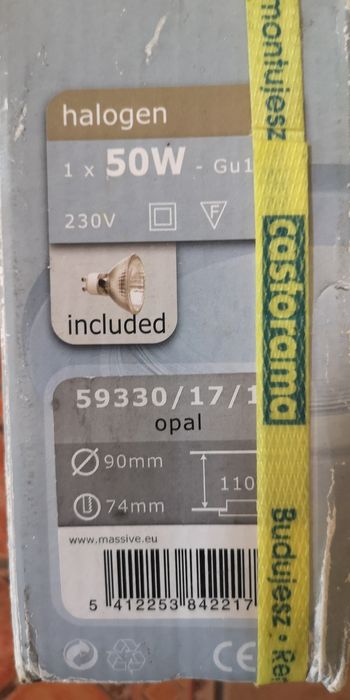 halogen
1 x 50W - Gu1
230V F
included
59330/17/1
opal
90mm
110
74mm
www.massive.eu
5 412253 842217
CE
montujesz
castorama
Budujesz • Re